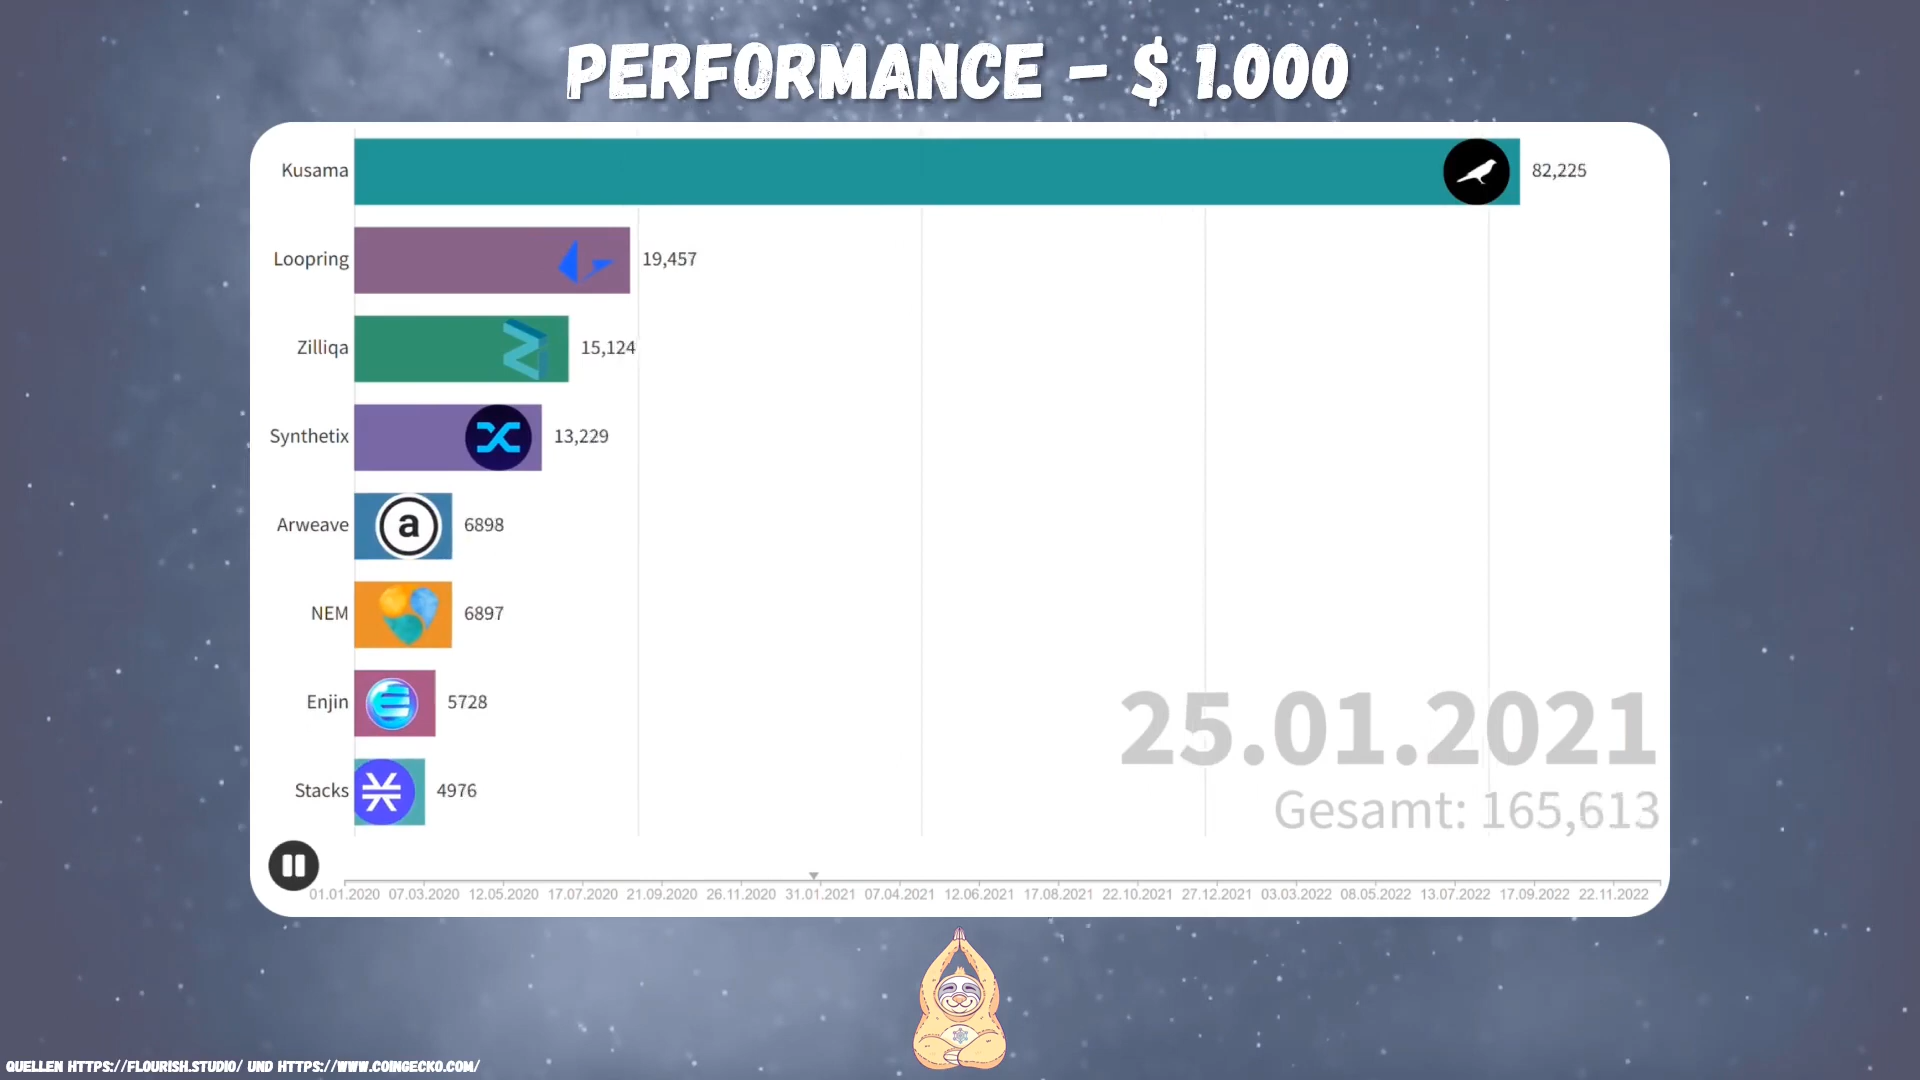 PERFORMANCE – $ 1.000
Kusama 82,225
Loopring 19,457
Zilliqa 15,124
Synthetix 13,229
Arweave a 6898
NEM 6897
Enjin 5728
Stacks 4976
25.01.2021
Gesamt: 165,613
01.01.2020 07.03.2020 12.05.2020 17.07.2020 21.09.2020 26.11.2020 31.01.2021 07.04.2021 12.06.2021 17.08.2021 22.10.2021 27.12.2021 03.03.2022 08.05.2022 13.07.2022 17.09.2022 22.11.2022
QUELLEN HTTPS://FLOURISH.STUDIO/ UND HTTPS://WWW.COINGECKO.COM/